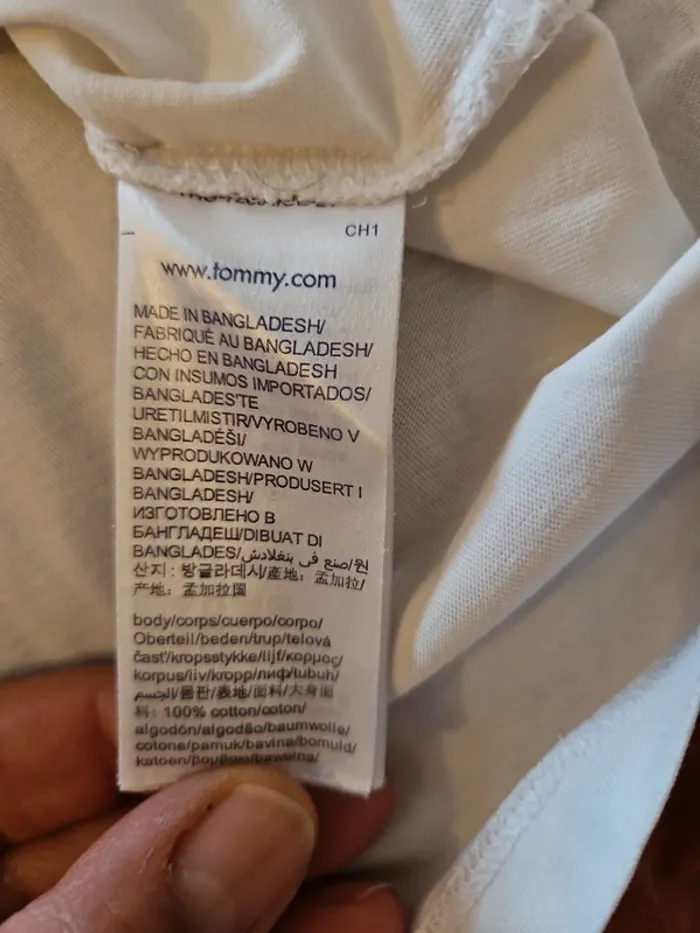 CH1
www.tommy.com
MADE IN BANGLADESH/
FABRIQUÉ AU BANGLADESH/
HECHO EN BANGLADESH
CON INSUMOS IMPORTADOS/
BANGLADES'TE
URETILMISTIR/VYROBENO V
BANGLADÉŠI/
WYPRODUKOWANO W
BANGLADESH/PRODUSERT I
BANGLADESH/
ИЗГОТОВЛЕНО В
БАНГЛАДЕШ/DIBUAT DI
BANGLADES/صنع في بنغلادش/원
산지 : 방글라데시/產地：孟加拉/
产地：孟加拉国
body/corps/cuerpo/corpo/
Oberteil/beden/trup/telová
časť/kropsstykke/lijf/κορμος/
korpus/liv/kropp/лиф/tubuh/
الجسم/몸판/表地/面料/大身面
料: 100% cotton/coton/
algodón/algodão/baumwolle/
cotone/pamuk/bavlna/bomuld/
katoen/βαμβακι/bawełna/